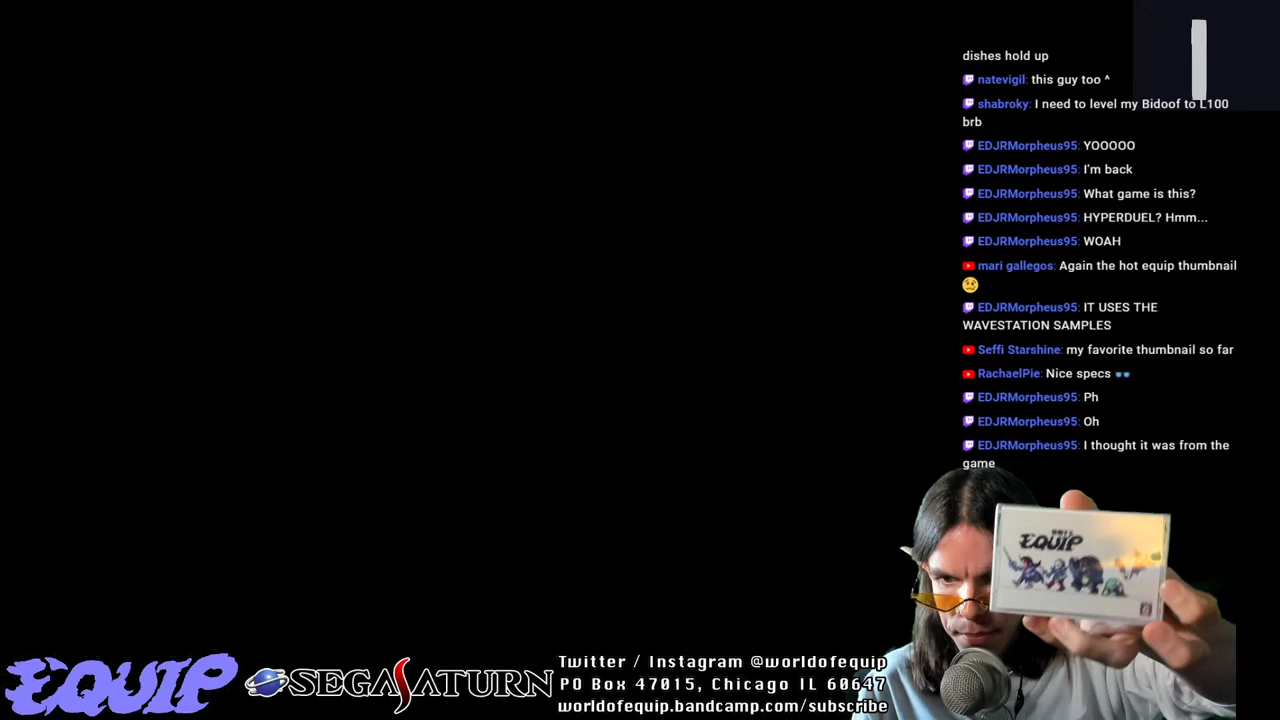 dishes hold up
natevigil: this guy too ^
shabroky: I need to level my Bidoof to L100
brb
EDJRMorpheus95: YOOOOO
EDJRMorpheus95: I'm back
EDJRMorpheus95: What game is this?
EDJRMorpheus95: HYPERDUEL? Hmm...
EDJRMorpheus95: WOAH
mari gallegos: Again the hot equip thumbnail
🥴
EDJRMorpheus95: IT USES THE
WAVESTATION SAMPLES
Seffi Starshine: my favorite thumbnail so far
RachaelPie: Nice specs 🕶️
EDJRMorpheus95: Ph
EDJRMorpheus95: Oh
EDJRMorpheus95: I thought it was from the
game
EQUIP
EQUIP
SEGA SATURN
Twitter / Instagram @worldofequip
PO Box 47015, Chicago IL 60647
worldofequip.bandcamp.com/subscribe